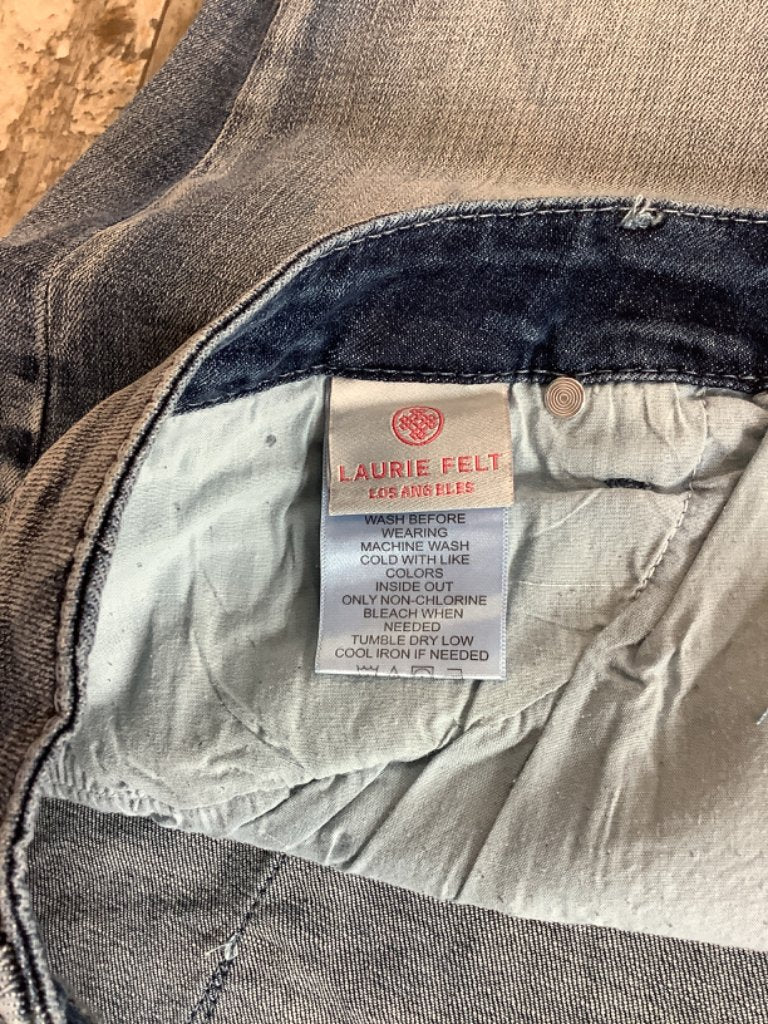 LAURIE FELT
LOS ANGELES
WASH BEFORE
WEARING
MACHINE WASH
COLD WITH LIKE
COLORS
INSIDE OUT
ONLY NON-CHLORINE
BLEACH WHEN
NEEDED
TUMBLE DRY LOW
COOL IRON IF NEEDED